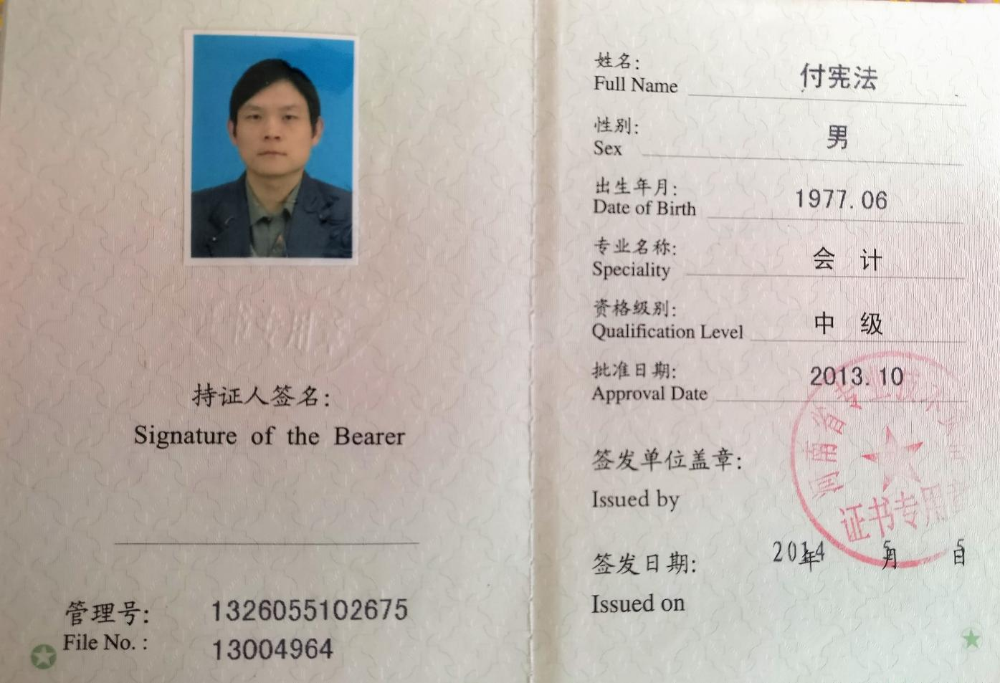 持证人签名:
Signature of the Bearer
管理号: 1326055102675
File No.: 13004964
姓名: 付宪法
Full Name
性别: 男
Sex
出生年月: 1977.06
Date of Birth
专业名称: 会 计
Speciality
资格级别: 中 级
Qualification Level
批准日期: 2013.10
Approval Date
签发单位盖章:
Issued by
河南省专业技
证书专用章
签发日期: 2014年 5月 5日
Issued on